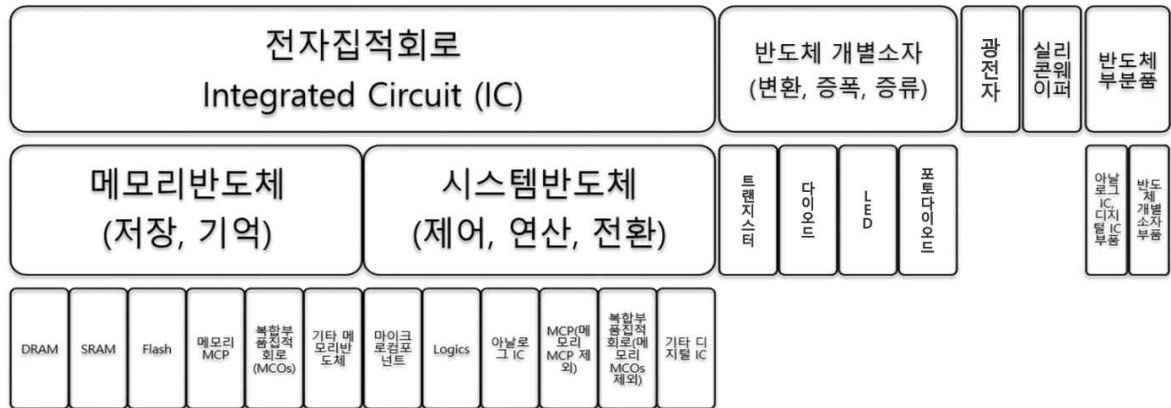 전자집적회로
Integrated Circuit (IC)
반도체 개별소자
(변환, 증폭, 증류)
광
전
자
실리
콘웨
이퍼
반도체
부분품
메모리반도체
(저장, 기억)
시스템반도체
(제어, 연산, 전환)
트
랜
지
스
터
다
이
오
드
L
E
D
포
토
다
이
오
드
아날
로그
IC,
디지
털 IC
부품
반도
체 개
별소
자부
품
DRAM
SRAM
Flash
메모리
MCP
복합부
품집적
회로
(MCOs)
기타 메
모리반
도체
마이크
로컴포
넌트
Logics
아날로
그 IC
MCP(메
모리
MCP 제
외)
복합부
품집적
회로(메
모리
MCOs
제외)
기타 디
지털 IC